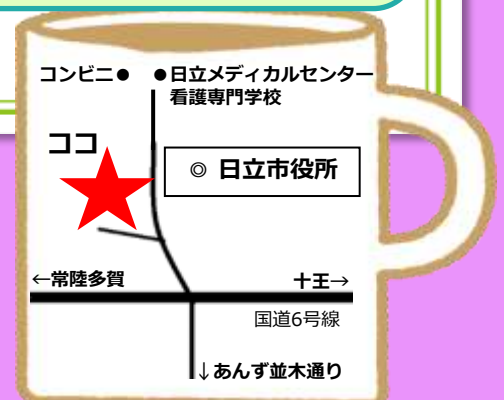 コンビニ● ●日立メディカルセンター
看護専門学校
ココ
◎ 日立市役所
←常陸多賀 十王→
国道6号線
↓あんず並木通り